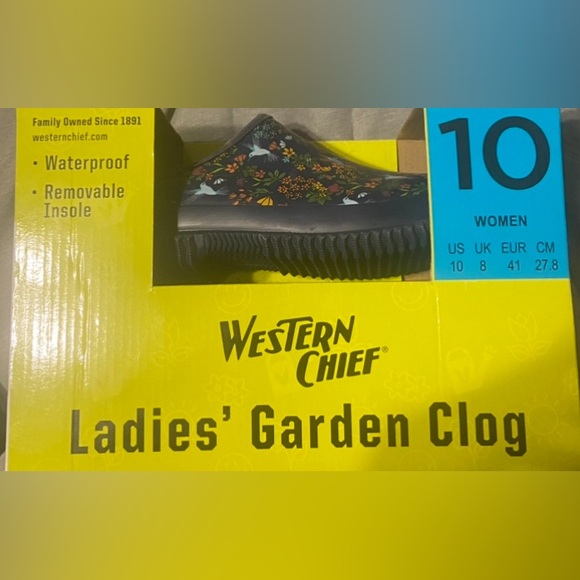 Family Owned Since 1891
westernchief.com
• Waterproof
• Removable
Insole
10
WOMEN
US UK EUR CM
10 8 41 27.8
WESTERN
CHIEF®
Ladies' Garden Clog